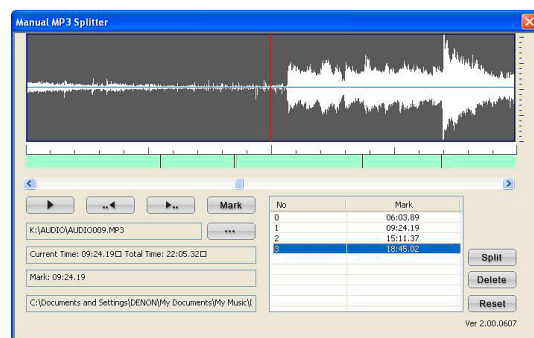 Manual MP3 Splitter
..
..
Mark
K:\AUDIO\AUDIO009.MP3
...
Current Time: 09:24.19□ Total Time: 22:05.32□
Mark: 09:24.19
C:\Documents and Settings\DENON\My Documents\My Music\(
No Mark
0 06:03.89
1 09:24.19
2 15:11.37
3 18:45.02
Split
Delete
Reset
Ver 2.00.0607